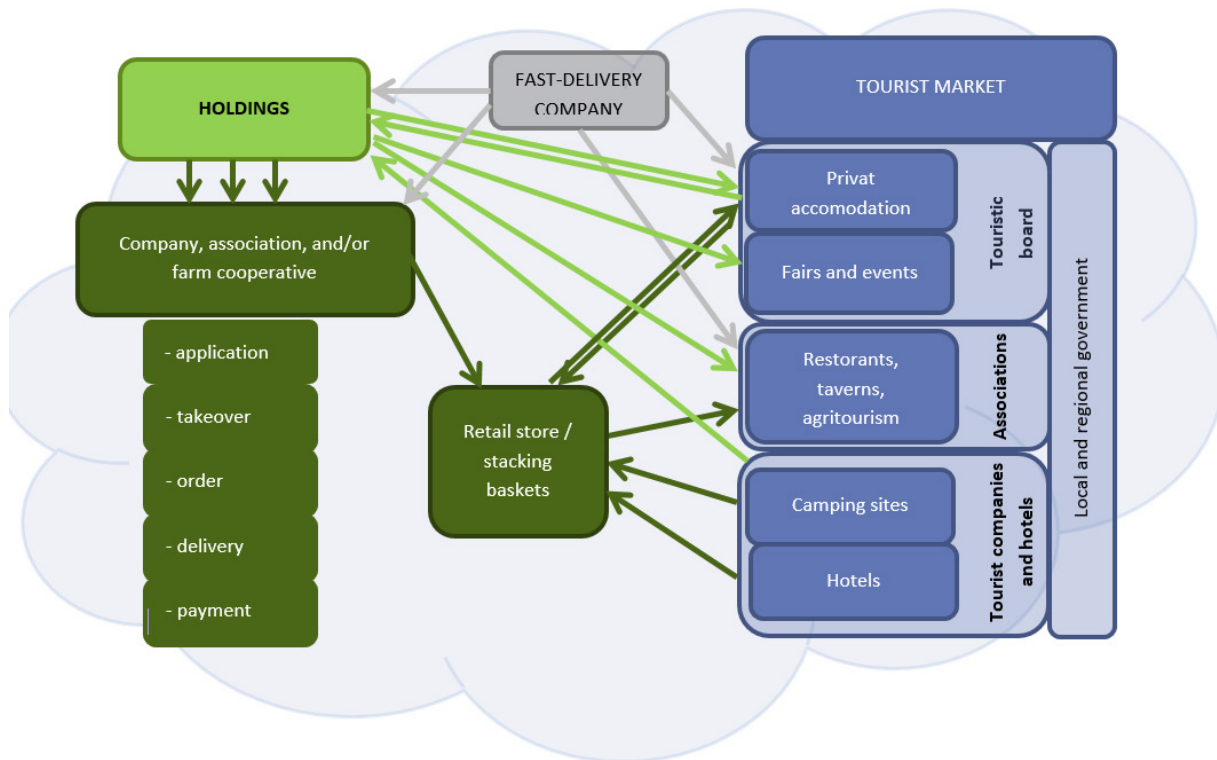 HOLDINGS
FAST-DELIVERY
COMPANY
TOURIST MARKET
Company, association, and/or
farm cooperative
- application
- takeover
- order
- delivery
- payment
Retail store /
stacking
baskets
Privat
accomodation
Fairs and events
Touristic
board
Restorants,
taverns,
agritourism
Associations
Camping sites
Hotels
Tourist companies
and hotels
Local and regional government